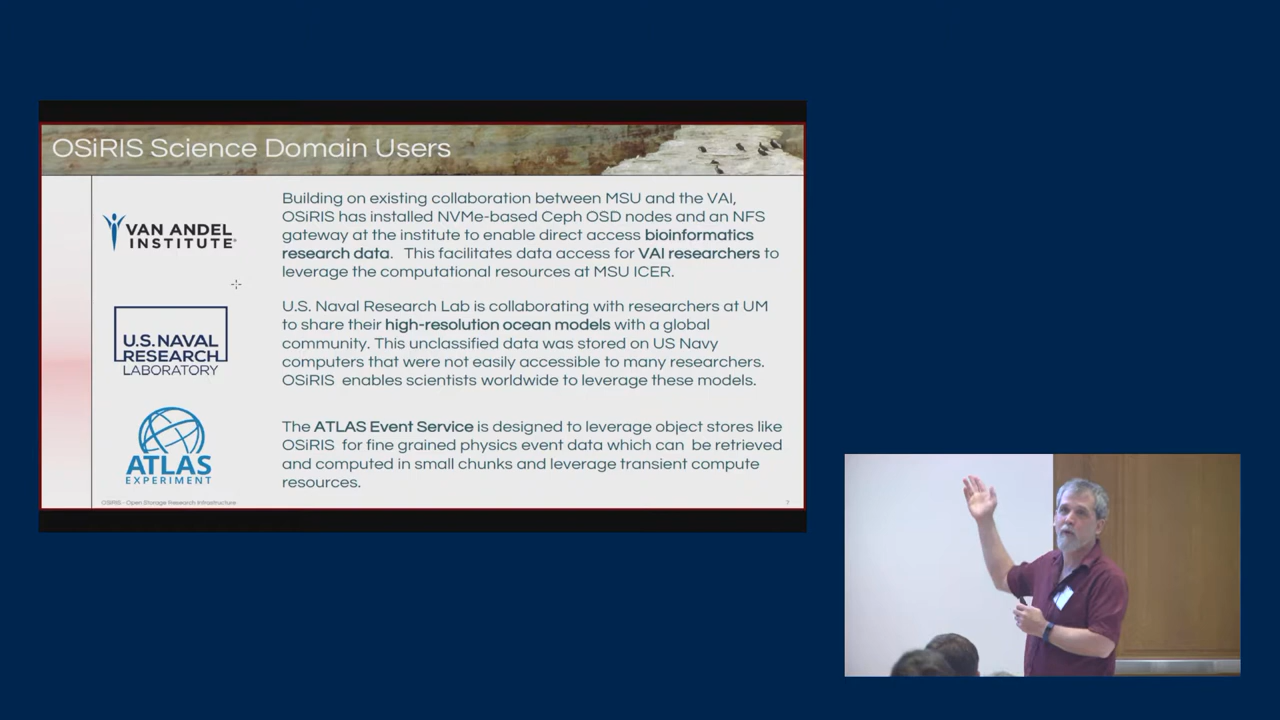 OSiRIS Science Domain Users
VAN ANDEL
INSTITUTE
Building on existing collaboration between MSU and the VAI,
OSiRIS has installed NVMe-based Ceph OSD nodes and an NFS
gateway at the institute to enable direct access bioinformatics
research data. This facilitates data access for VAI researchers to
leverage the computational resources at MSU ICER.
U.S. NAVAL
RESEARCH
LABORATORY
U.S. Naval Research Lab is collaborating with researchers at UM
to share their high-resolution ocean models with a global
community. This unclassified data was stored on US Navy
computers that were not easily accessible to many researchers.
OSiRIS enables scientists worldwide to leverage these models.
ATLAS
EXPERIMENT
The ATLAS Event Service is designed to leverage object stores like
OSiRIS for fine grained physics event data which can be retrieved
and computed in small chunks and leverage transient compute
resources.
OSiRIS - Open Storage Research Infrastructure
7